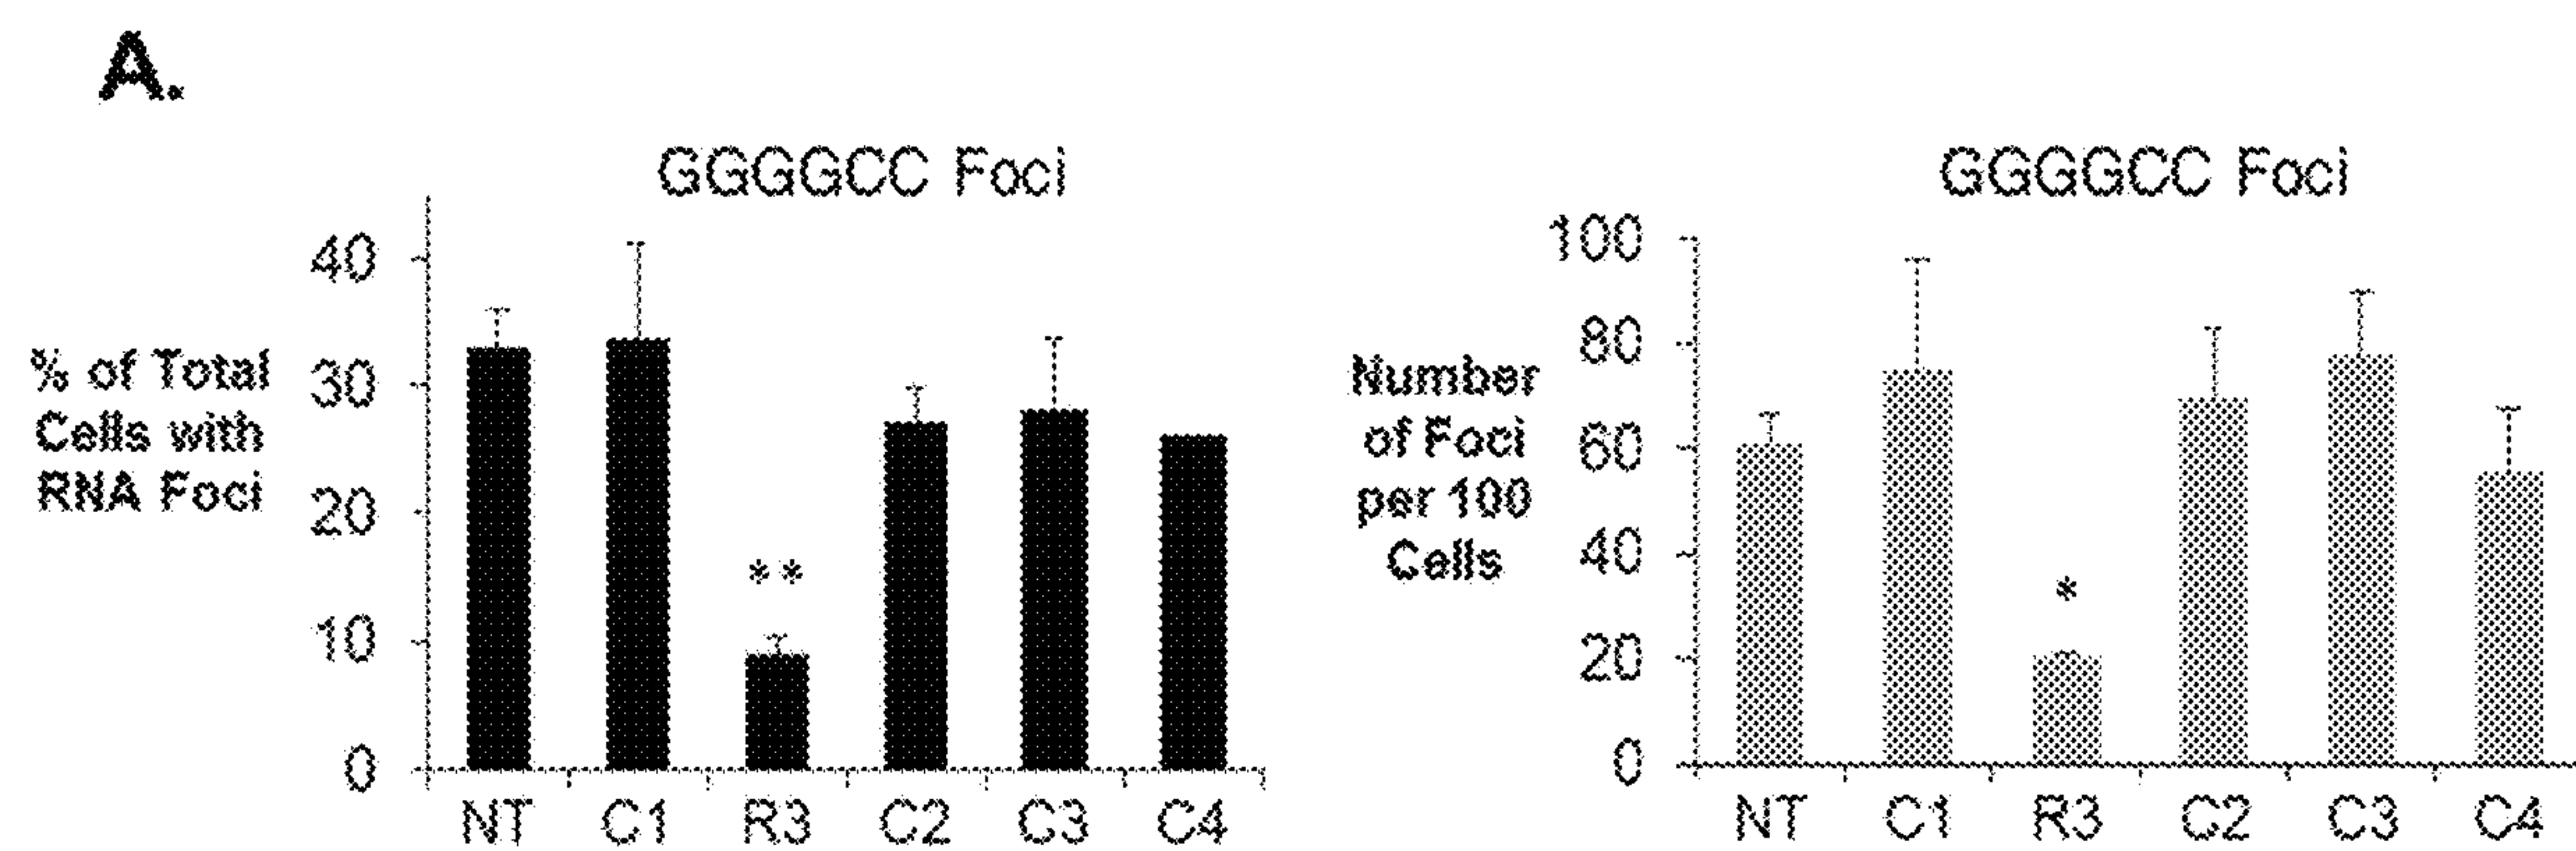 A.
GGGGCC Foci
% of Total
Cells with
RNA Foci
40
30
20
10
0
**
NT C1 R3 C2 C3 C4
GGGGCC Foci
Number
of Foci
per 100
Cells
100
80
60
40
20
0
*
NT C1 R3 C2 C3 C4